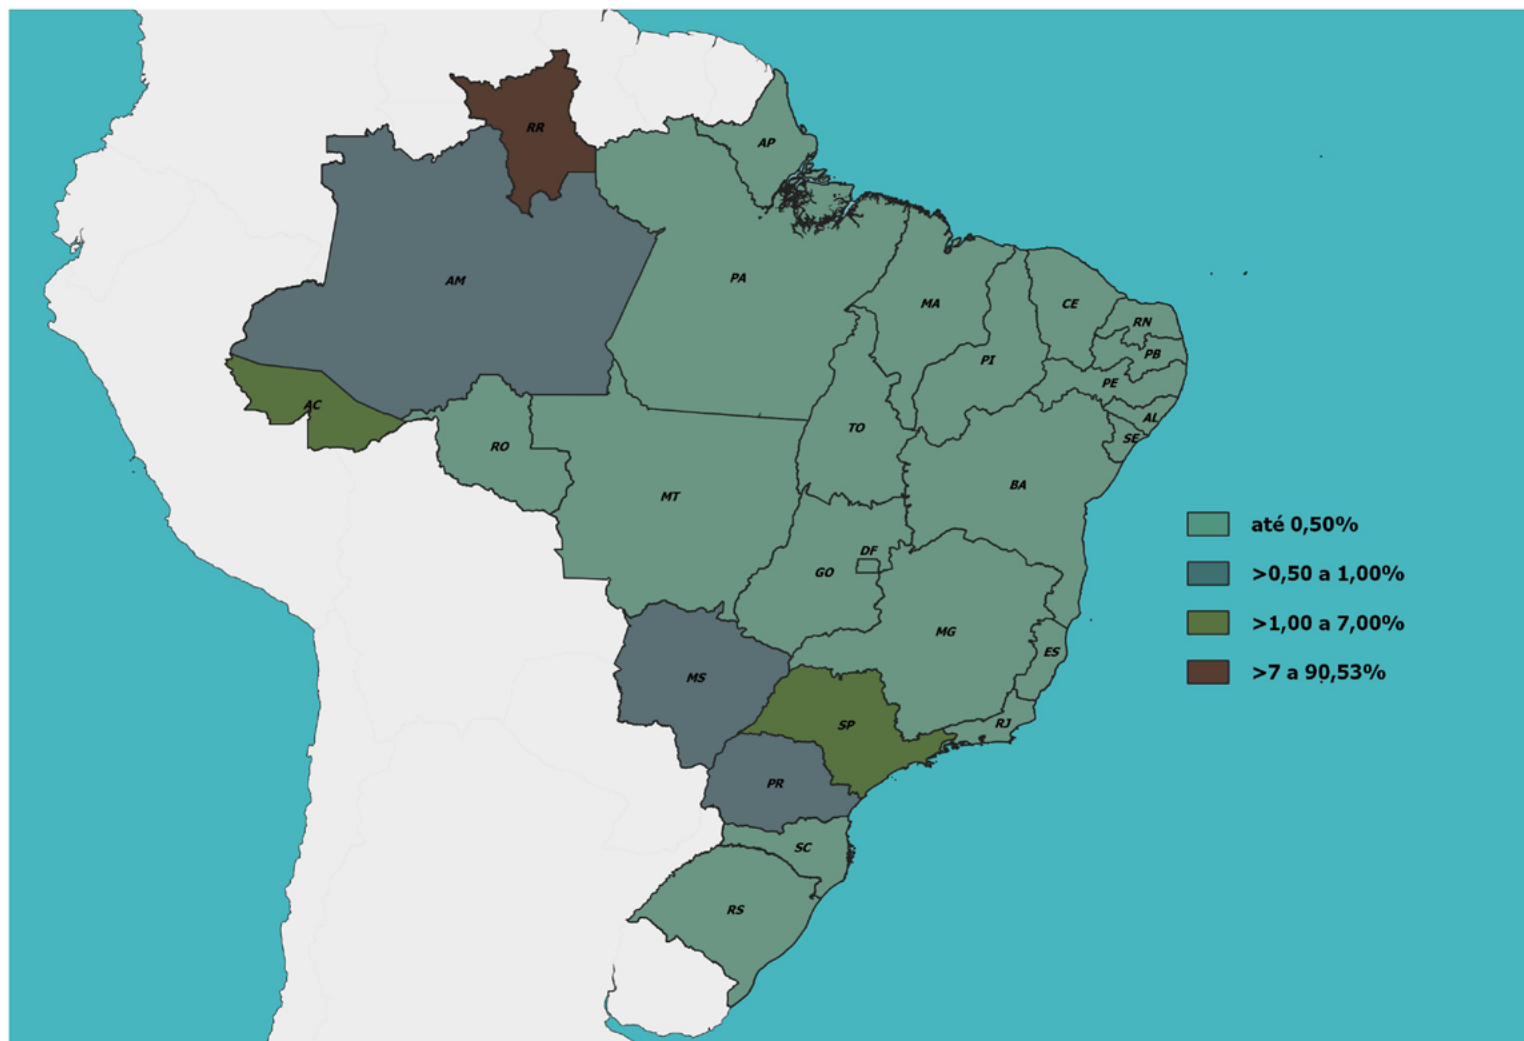 RR
AP
AM
PA
MA
CE
RN
PI
PB
PE
AC
AL
TO
SE
RO
BA
MT
até 0,50%
DF
GO
>0,50 a 1,00%
MG
>1,00 a 7,00%
ES
MS
>7 a 90,53%
SP
RJ
PR
SC
RS